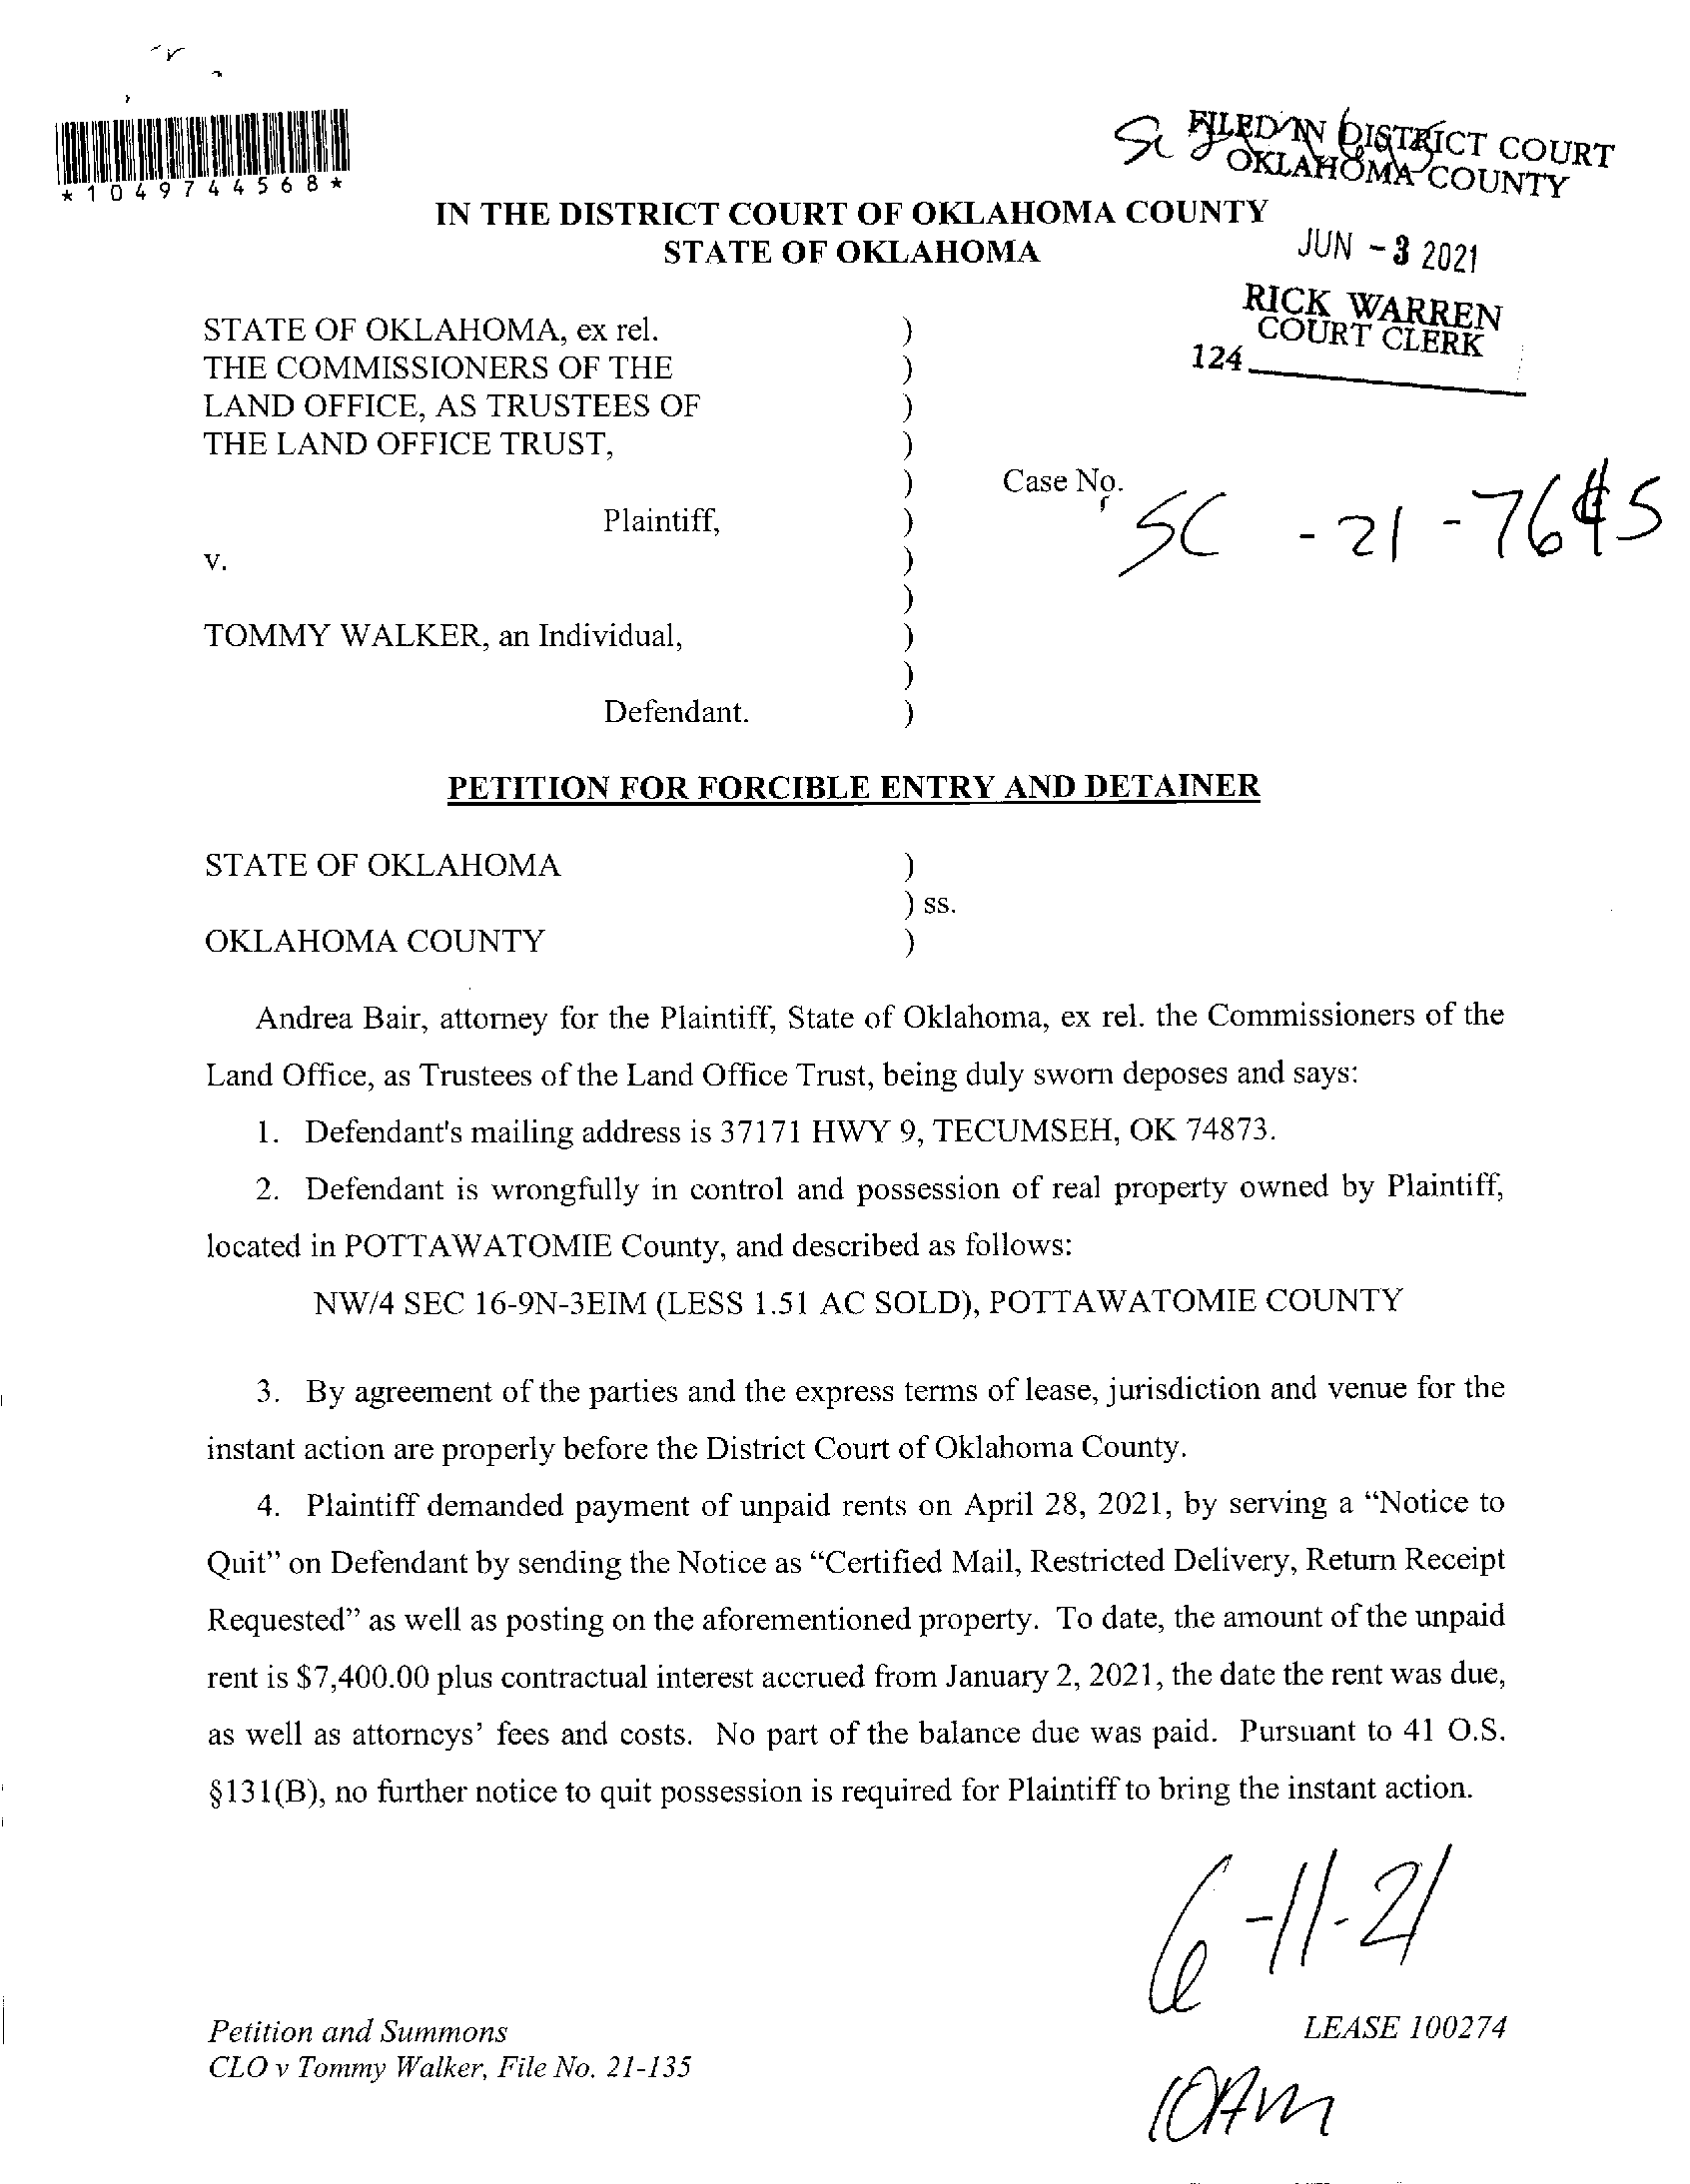 *1049744568*
FILED IN DISTRICT COURT
OKLAHOMA COUNTY
JUN -3 2021
RICK WARREN
COURT CLERK
124
IN THE DISTRICT COURT OF OKLAHOMA COUNTY
STATE OF OKLAHOMA
STATE OF OKLAHOMA, ex rel. )
THE COMMISSIONERS OF THE )
LAND OFFICE, AS TRUSTEES OF )
THE LAND OFFICE TRUST, )
) Case No. SC -21 -7645
Plaintiff, )
v. )
)
TOMMY WALKER, an Individual, )
)
Defendant. )
PETITION FOR FORCIBLE ENTRY AND DETAINER
STATE OF OKLAHOMA )
) ss.
OKLAHOMA COUNTY )
Andrea Bair, attorney for the Plaintiff, State of Oklahoma, ex rel. the Commissioners of the
Land Office, as Trustees of the Land Office Trust, being duly sworn deposes and says:
1. Defendant's mailing address is 37171 HWY 9, TECUMSEH, OK 74873.
2. Defendant is wrongfully in control and possession of real property owned by Plaintiff,
located in POTTAWATOMIE County, and described as follows:
NW/4 SEC 16-9N-3EIM (LESS 1.51 AC SOLD), POTTAWATOMIE COUNTY
3. By agreement of the parties and the express terms of lease, jurisdiction and venue for the
instant action are properly before the District Court of Oklahoma County.
4. Plaintiff demanded payment of unpaid rents on April 28, 2021, by serving a “Notice to
Quit” on Defendant by sending the Notice as “Certified Mail, Restricted Delivery, Return Receipt
Requested” as well as posting on the aforementioned property. To date, the amount of the unpaid
rent is $7,400.00 plus contractual interest accrued from January 2, 2021, the date the rent was due,
as well as attorneys’ fees and costs. No part of the balance due was paid. Pursuant to 41 O.S.
§131(B), no further notice to quit possession is required for Plaintiff to bring the instant action.
6-11-21
Petition and Summons
CLO v Tommy Walker, File No. 21-135
LEASE 100274
10AM